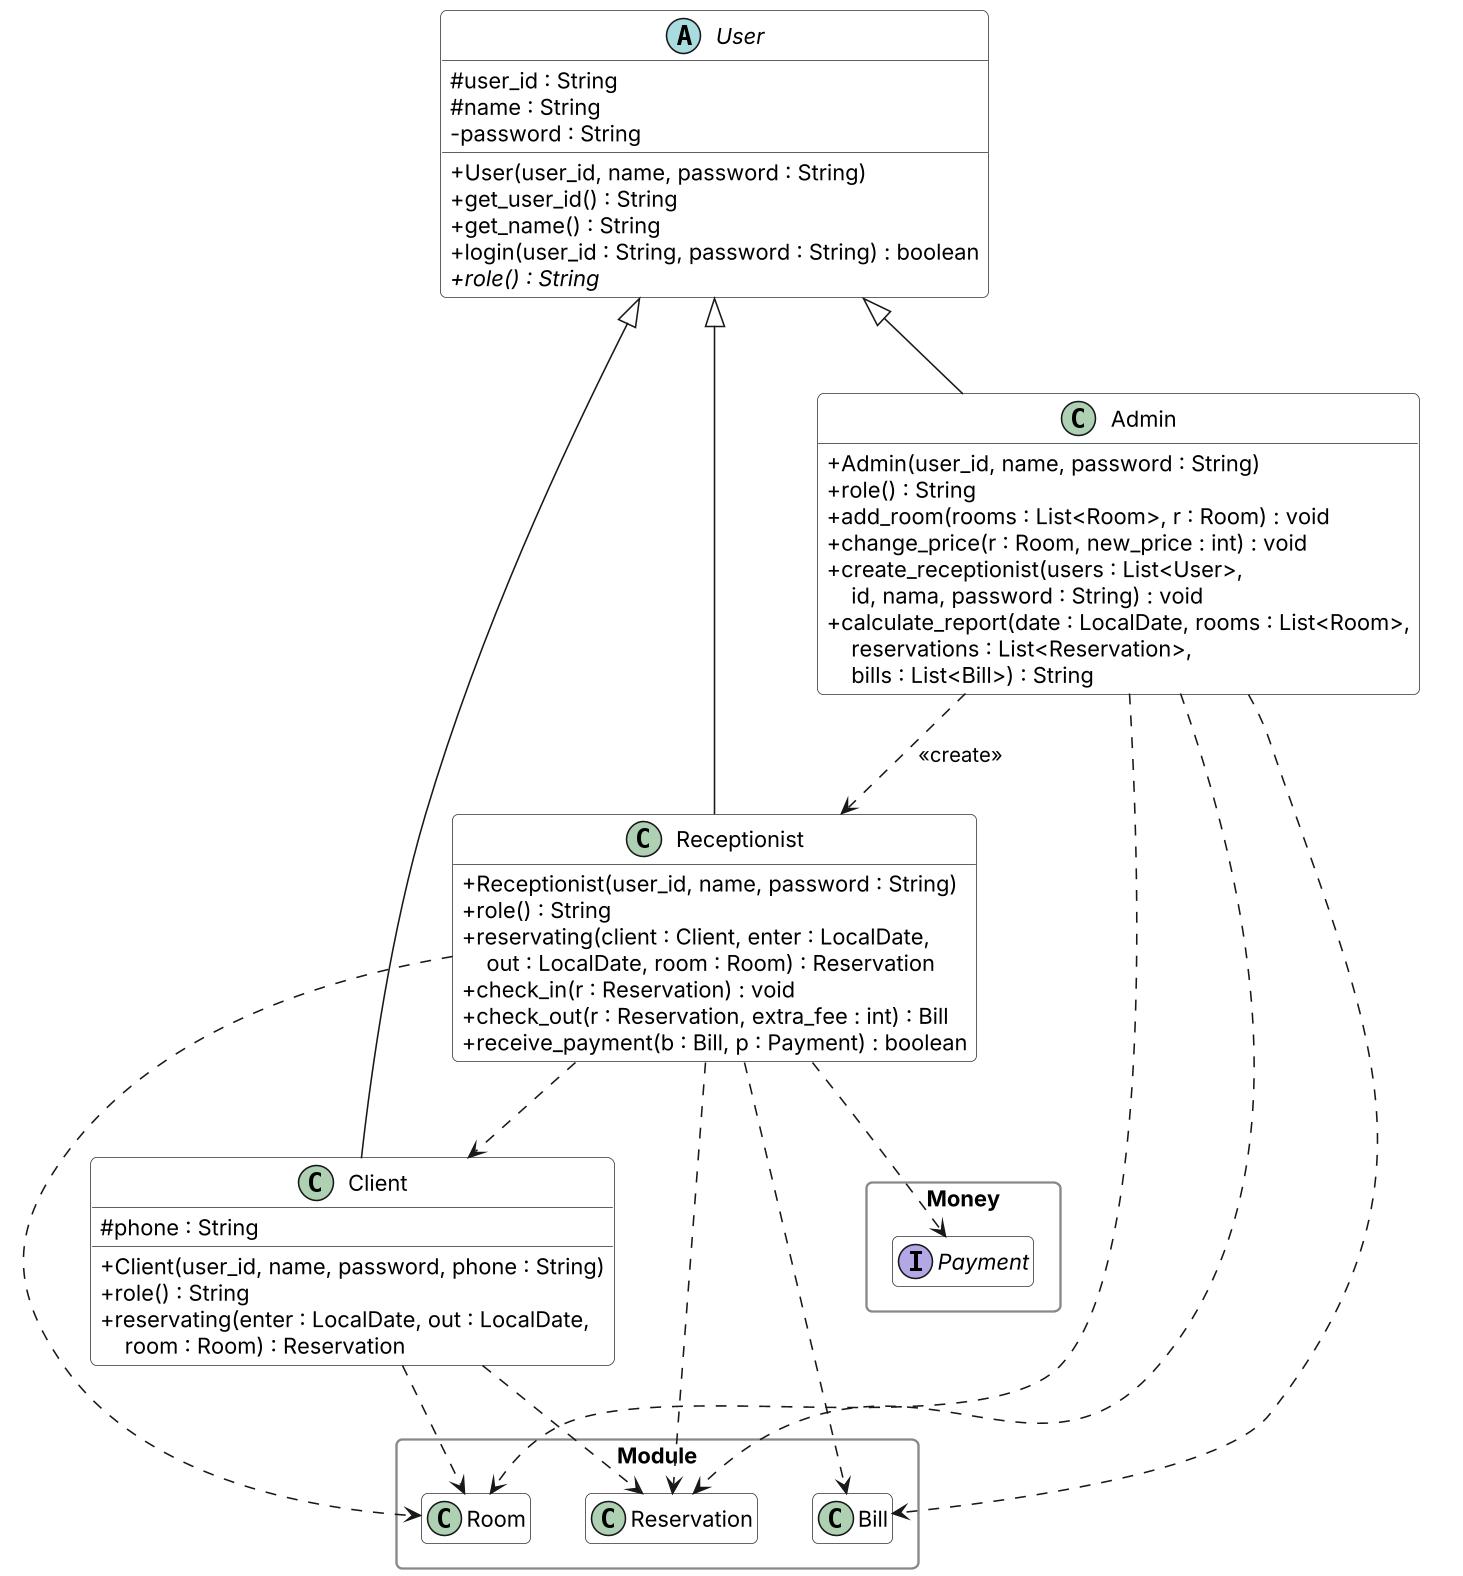 A User
#user_id : String
#name : String
-password : String
+User(user_id, name, password : String)
+get_user_id() : String
+get_name() : String
+login(user_id : String, password : String) : boolean
+role() : String
C Admin
+Admin(user_id, name, password : String)
+role() : String
+add_room(rooms : List<Room>, r : Room) : void
+change_price(r : Room, new_price : int) : void
+create_receptionist(users : List<User>,
id, nama, password : String) : void
+calculate_report(date : LocalDate, rooms : List<Room>,
reservations : List<Reservation>,
bills : List<Bill>) : String
«create»
C Receptionist
+Receptionist(user_id, name, password : String)
+role() : String
+reservating(client : Client, enter : LocalDate,
out : LocalDate, room : Room) : Reservation
+check_in(r : Reservation) : void
+check_out(r : Reservation, extra_fee : int) : Bill
+receive_payment(b : Bill, p : Payment) : boolean
C Client
#phone : String
+Client(user_id, name, password, phone : String)
+role() : String
+reservating(enter : LocalDate, out : LocalDate,
room : Room) : Reservation
Money
I Payment
Module
C Room
C Reservation
C Bill